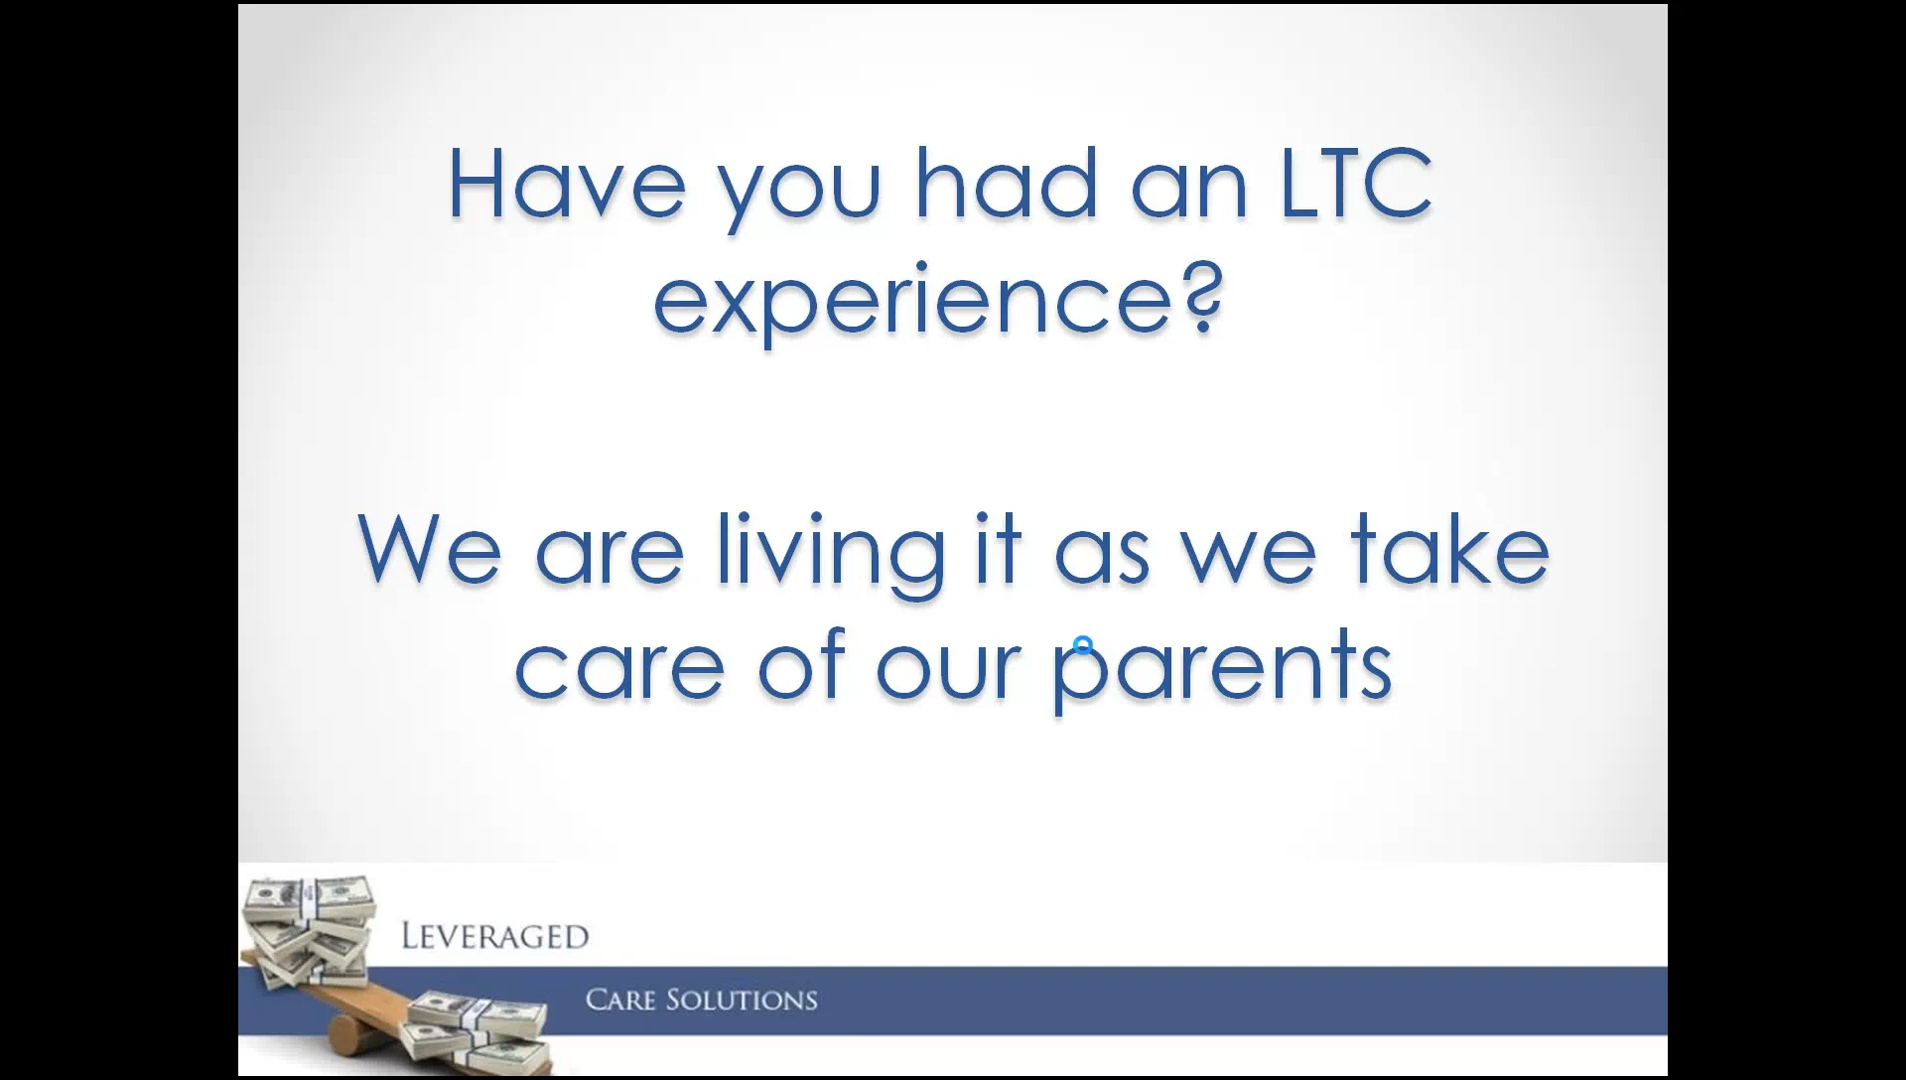 Have you had an LTC
experience?
We are living it as we take
care of our parents
LEVERAGED
CARE SOLUTIONS